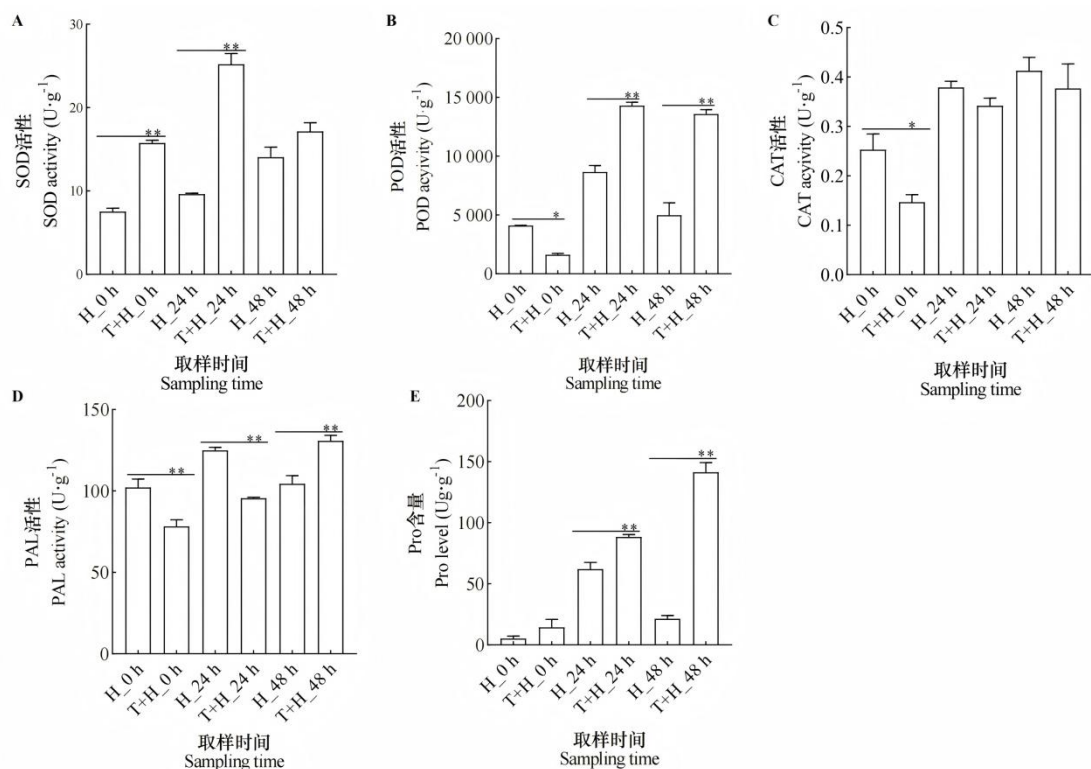 A
SOD活性
SOD activity (U·g⁻¹)
30
20
10
0
**
**
H_0 h
T+H_0 h
H_24 h
T+H_24 h
H_48 h
T+H_48 h
取样时间
Sampling time
B
POD活性
POD acyivity (U·g⁻¹)
20 000
15 000
10 000
5 000
0
*
**
**
H_0 h
T+H_0 h
H_24 h
T+H_24 h
H_48 h
T+H_48 h
取样时间
Sampling time
C
CAT活性
CAT acyivity (U·g⁻¹)
0.5
0.4
0.3
0.2
0.1
0.0
*
H_0 h
T+H_0 h
H_24 h
T+H_24 h
H_48 h
T+H_48 h
取样时间
Sampling time
D
PAL活性
PAL activity (U·g⁻¹)
150
100
50
0
**
**
**
H_0 h
T+H_0 h
H_24 h
T+H_24 h
H_48 h
T+H_48 h
取样时间
Sampling time
E
Pro含量
Pro level (Ug·g⁻¹)
200
150
100
50
0
**
**
H_0 h
T+H_0 h
H_24 h
T+H_24 h
H_48 h
T+H_48 h
取样时间
Sampling time